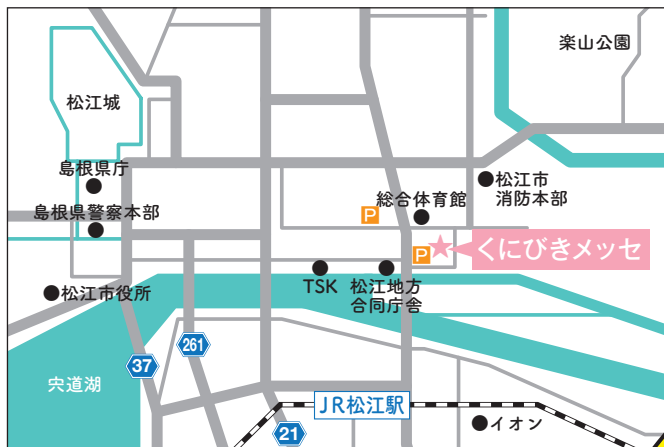 楽山公園
松江城
島根県庁
松江市
消防本部
総合体育館
島根県警察本部
P
P
くにびきメッセ
TSK
松江地方
合同庁舎
松江市役所
261
37
宍道湖
JR松江駅
21
イオン